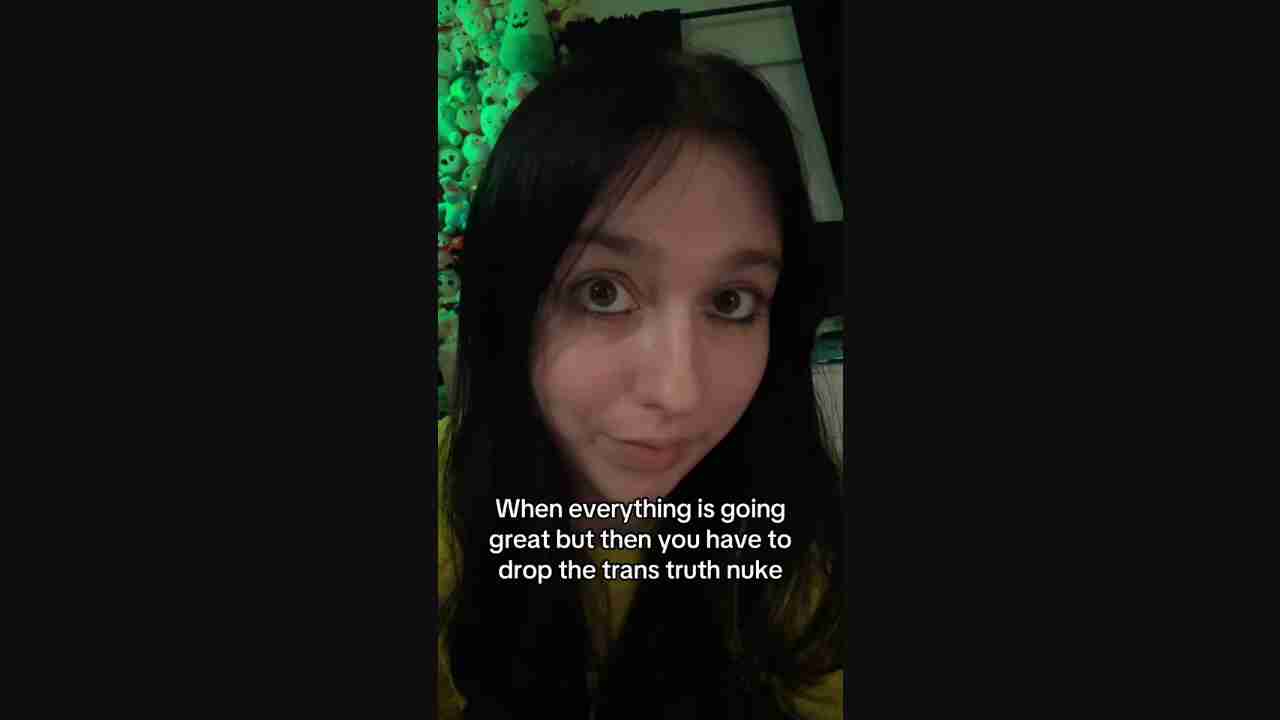 When everything is going
great but then you have to
drop the trans truth nuke